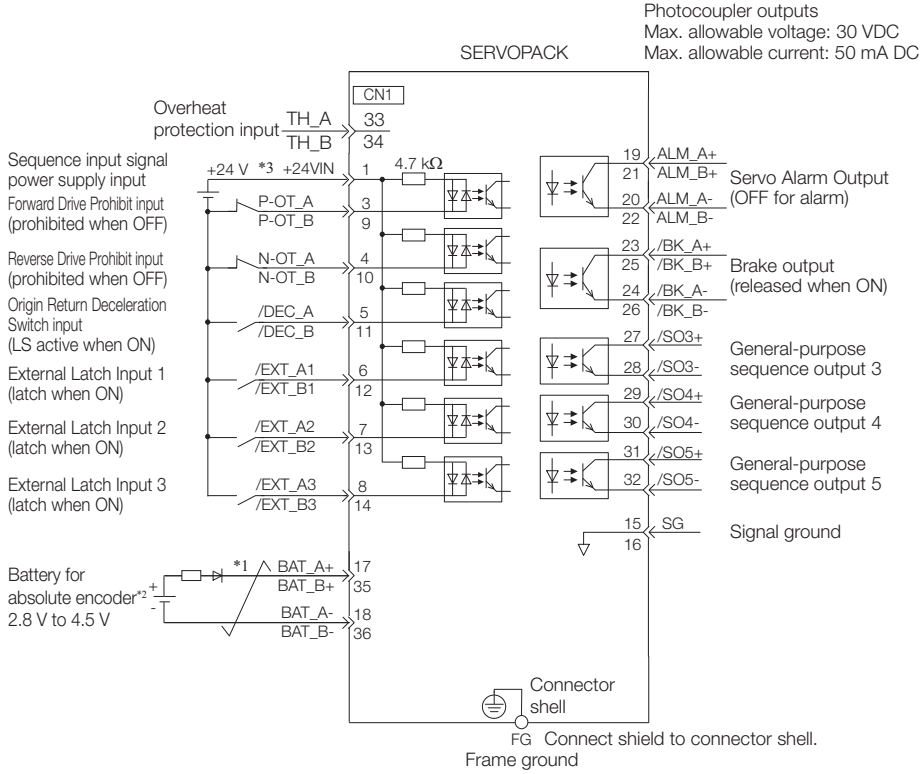 Photocoupler outputs
Max. allowable voltage: 30 VDC
Max. allowable current: 50 mA DC
SERVOPACK
CN1
Overheat
protection input
TH_A 33
TH_B 34
Sequence input signal
power supply input
+24 V *3 +24VIN 1
4.7 kΩ
Forward Drive Prohibit input
(prohibited when OFF)
P-OT_A 3
P-OT_B 9
Reverse Drive Prohibit input
(prohibited when OFF)
N-OT_A 4
N-OT_B 10
Origin Return Deceleration
Switch input
(LS active when ON)
/DEC_A 5
/DEC_B 11
External Latch Input 1
(latch when ON)
/EXT_A1 6
/EXT_B1 12
External Latch Input 2
(latch when ON)
/EXT_A2 7
/EXT_B2 13
External Latch Input 3
(latch when ON)
/EXT_A3 8
/EXT_B3 14
Battery for
absolute encoder*2
2.8 V to 4.5 V
+
-
*1
BAT_A+ 17
BAT_B+ 35
BAT_A- 18
BAT_B- 36
19 ALM_A+
21 ALM_B+
20 ALM_A-
22 ALM_B-
Servo Alarm Output
(OFF for alarm)
23 /BK_A+
25 /BK_B+
24 /BK_A-
26 /BK_B-
Brake output
(released when ON)
27 /SO3+
28 /SO3-
General-purpose
sequence output 3
29 /SO4+
30 /SO4-
General-purpose
sequence output 4
31 /SO5+
32 /SO5-
General-purpose
sequence output 5
15 SG
16
Signal ground
Connector
shell
FG Connect shield to connector shell.
Frame ground